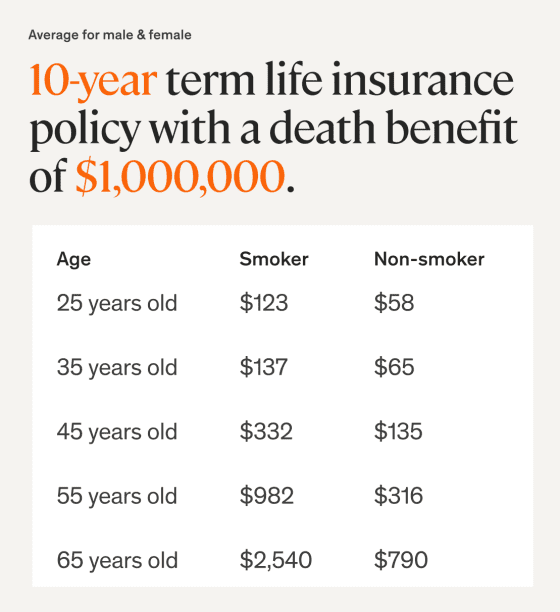 Average for male & female
10-year term life insurance
policy with a death benefit
of $1,000,000.
Age Smoker Non-smoker
25 years old $123 $58
35 years old $137 $65
45 years old $332 $135
55 years old $982 $316
65 years old $2,540 $790